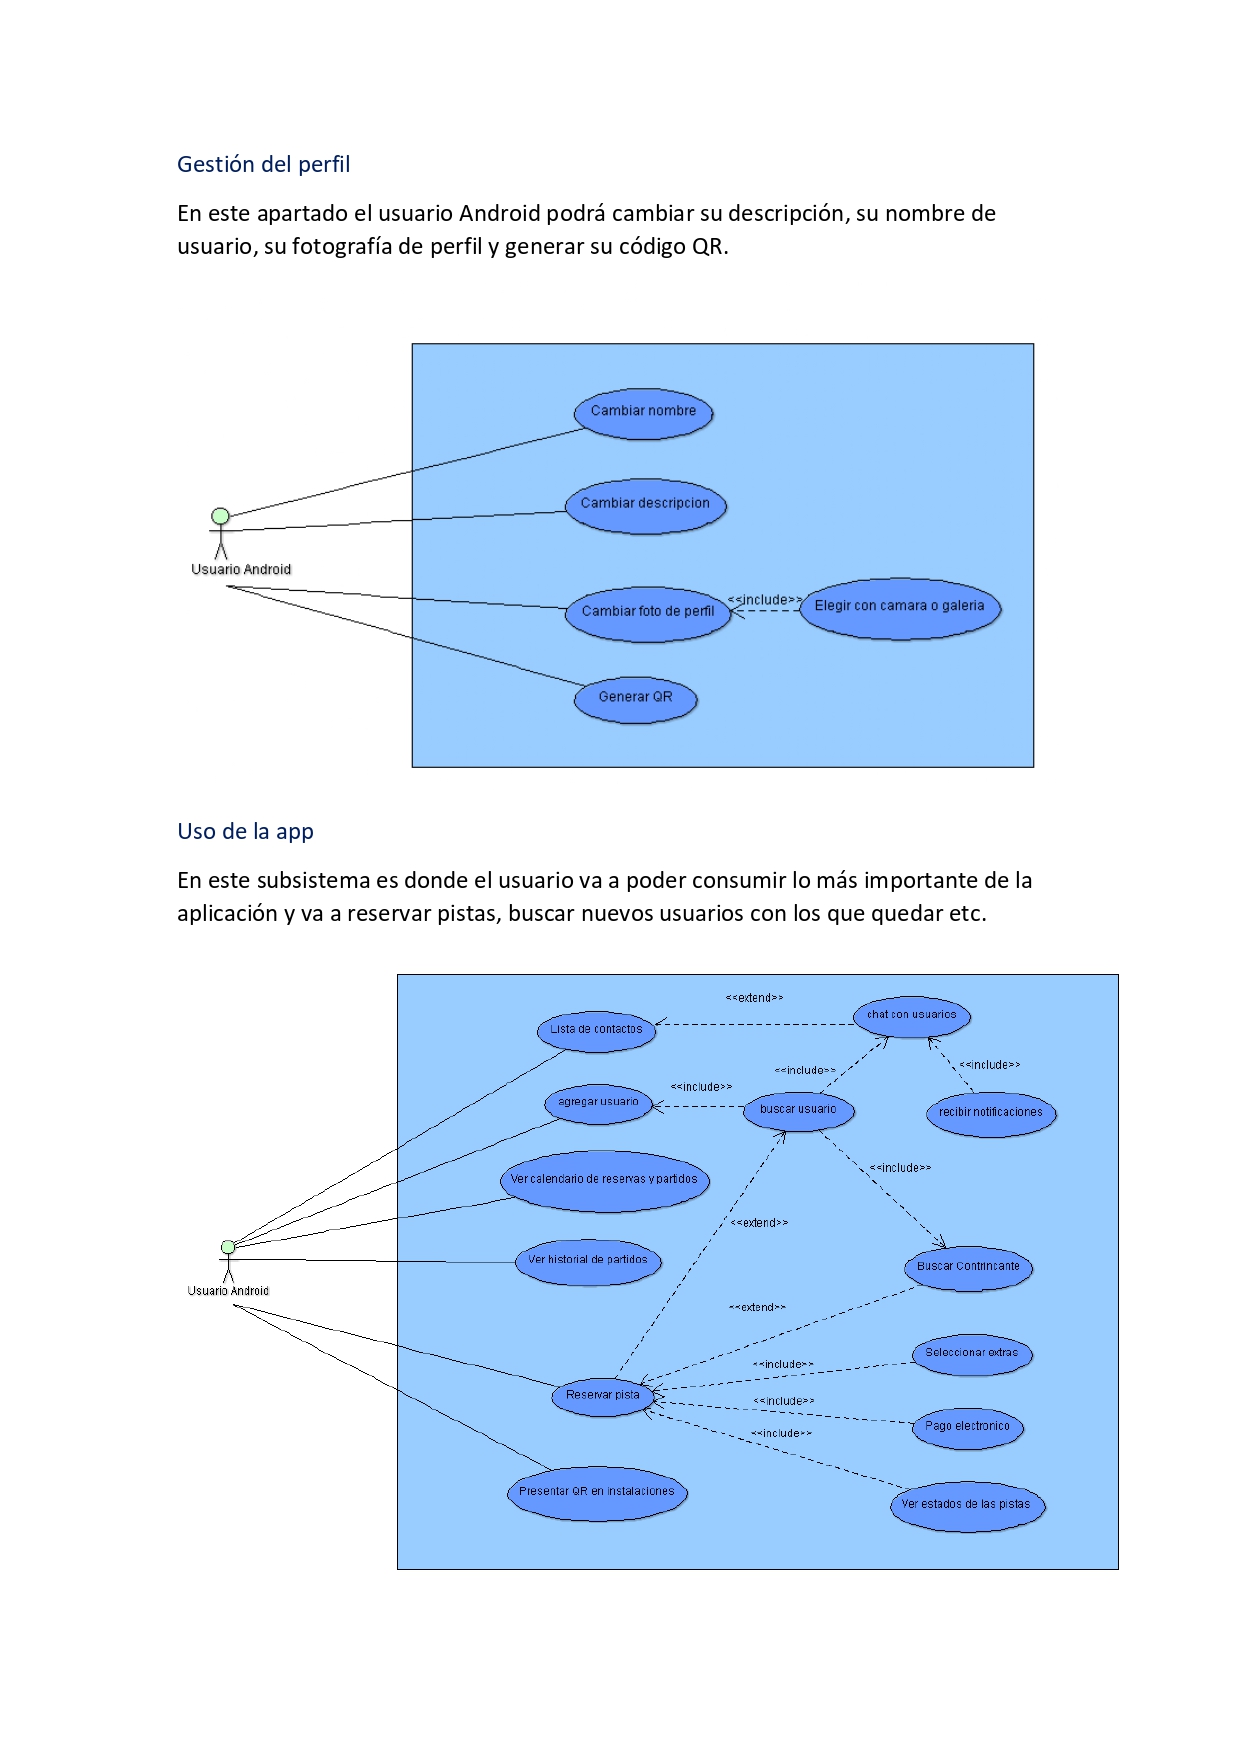 Gestión del perfil
En este apartado el usuario Android podrá cambiar su descripción, su nombre de
usuario, su fotografía de perfil y generar su código QR.
Cambiar nombre
Cambiar descripcion
Usuario Android
<<include>>
Cambiar foto de perfil
Elegir con camara o galeria
Generar QR
Uso de la app
En este subsistema es donde el usuario va a poder consumir lo más importante de la
aplicación y va a reservar pistas, buscar nuevos usuarios con los que quedar etc.
<<extend>>
chat con usuarios
Lista de contactos
<<include>>
<<include>>
<<include>>
agregar usuario
buscar usuario
recibir notificaciones
<<include>>
Ver calendario de reservas y partidos
<<extend>>
Ver historial de partidos
Buscar Contrincante
Usuario Android
<<extend>>
Seleccionar extras
<<include>>
Reservar pista
<<include>>
Pago electronico
<<include>>
Presentar QR en instalaciones
Ver estados de las pistas